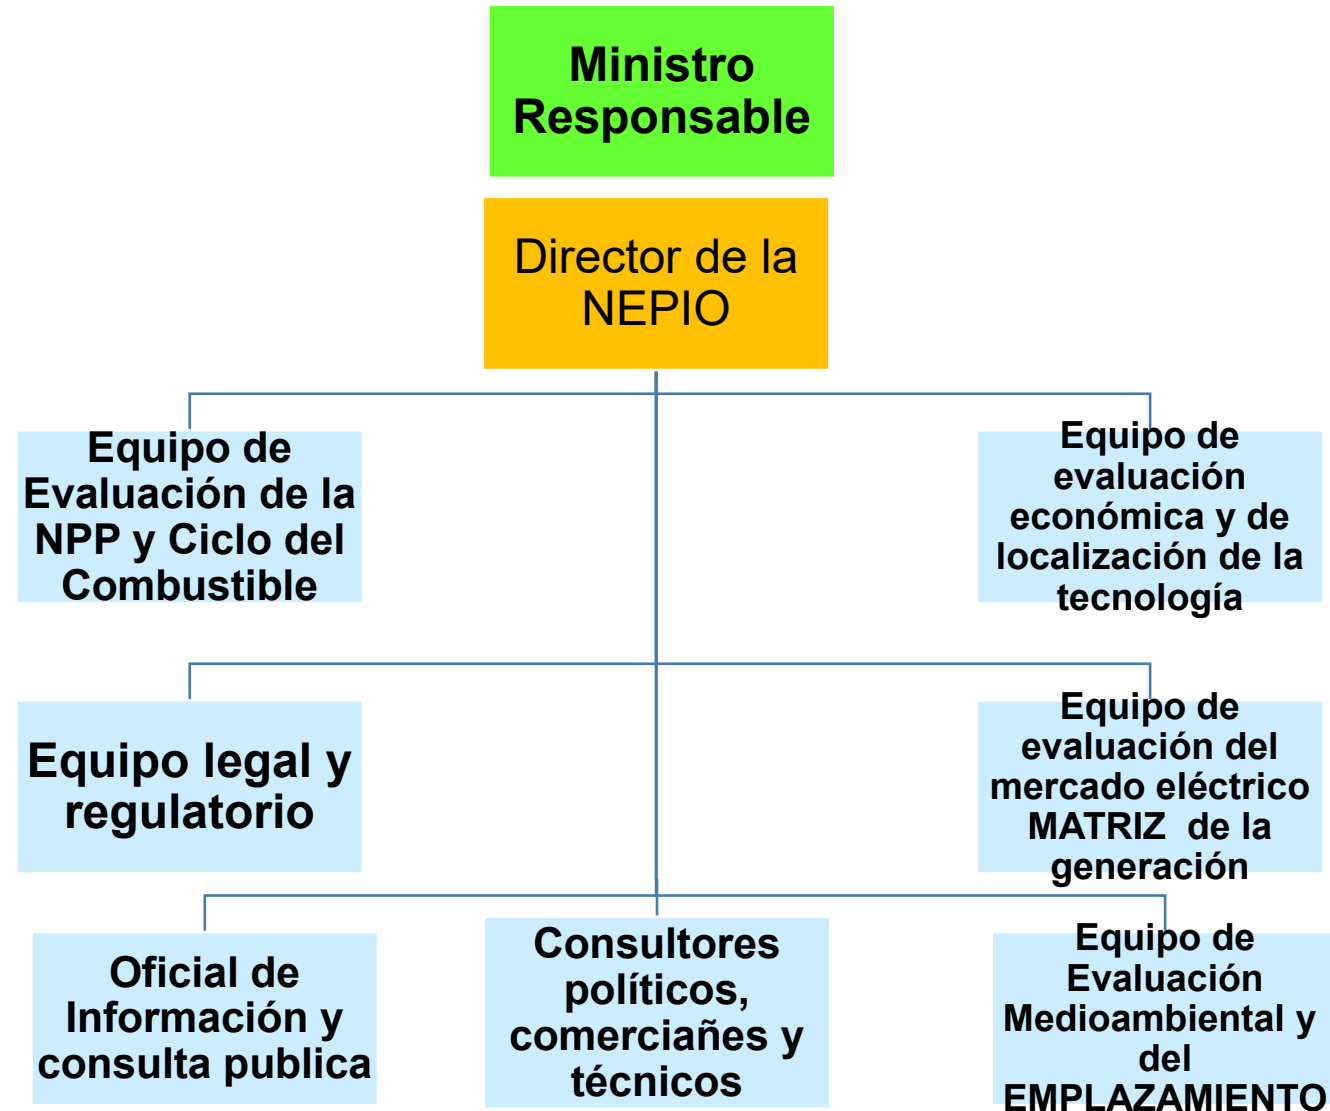 Ministro
Responsable
Director de la
NEPIO
Equipo de
Evaluación de la
NPP y Ciclo del
Combustible
Equipo de
evaluación
económica y de
localización de la
tecnología
Equipo legal y
regulatorio
Equipo de
evaluación del
mercado eléctrico
MATRIZ  de la
generación
Oficial de
Información y
consulta publica
Consultores
políticos,
comerciañes y
técnicos
Equipo de
Evaluación
Medioambiental y
del
EMPLAZAMIENTO